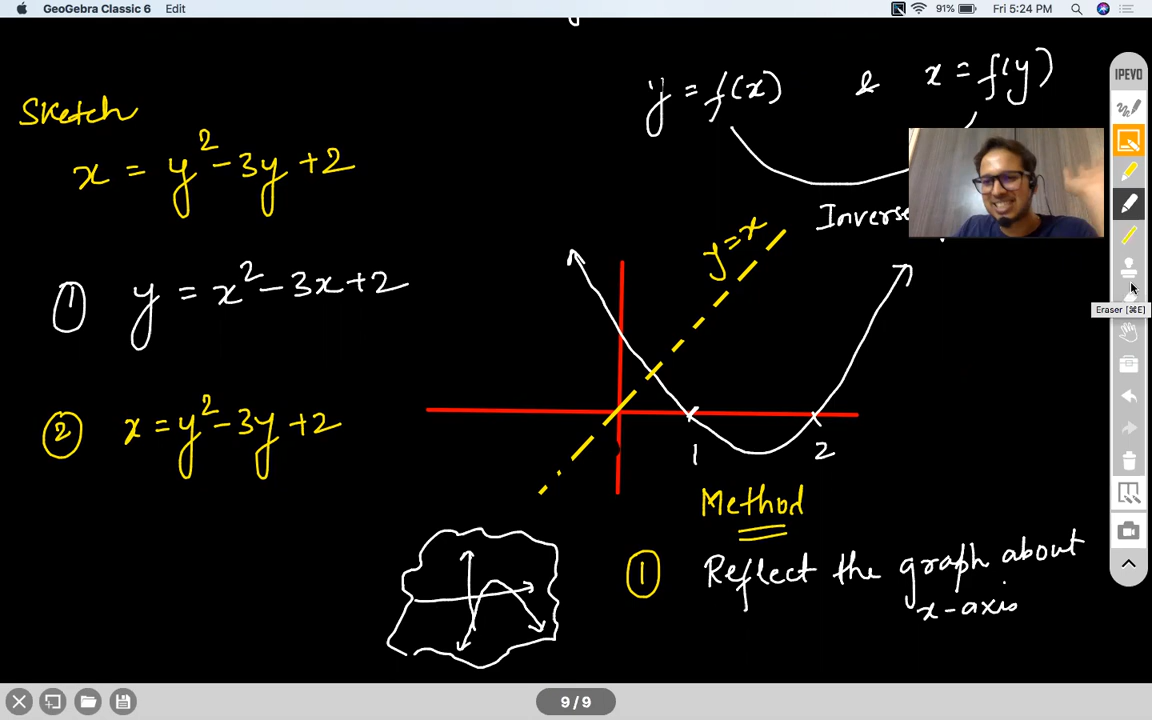 GeoGebra Classic 6 Edit
91% Fri 5:24 PM
y = f(x) & x = f(y)
IPEVO
Sketch
x = y² - 3y + 2
Inverse
y = x
① y = x² - 3x + 2
Eraser [⌘E]
② x = y² - 3y + 2
1 2
Method
① Reflect the graph about
x-axis
9 / 9